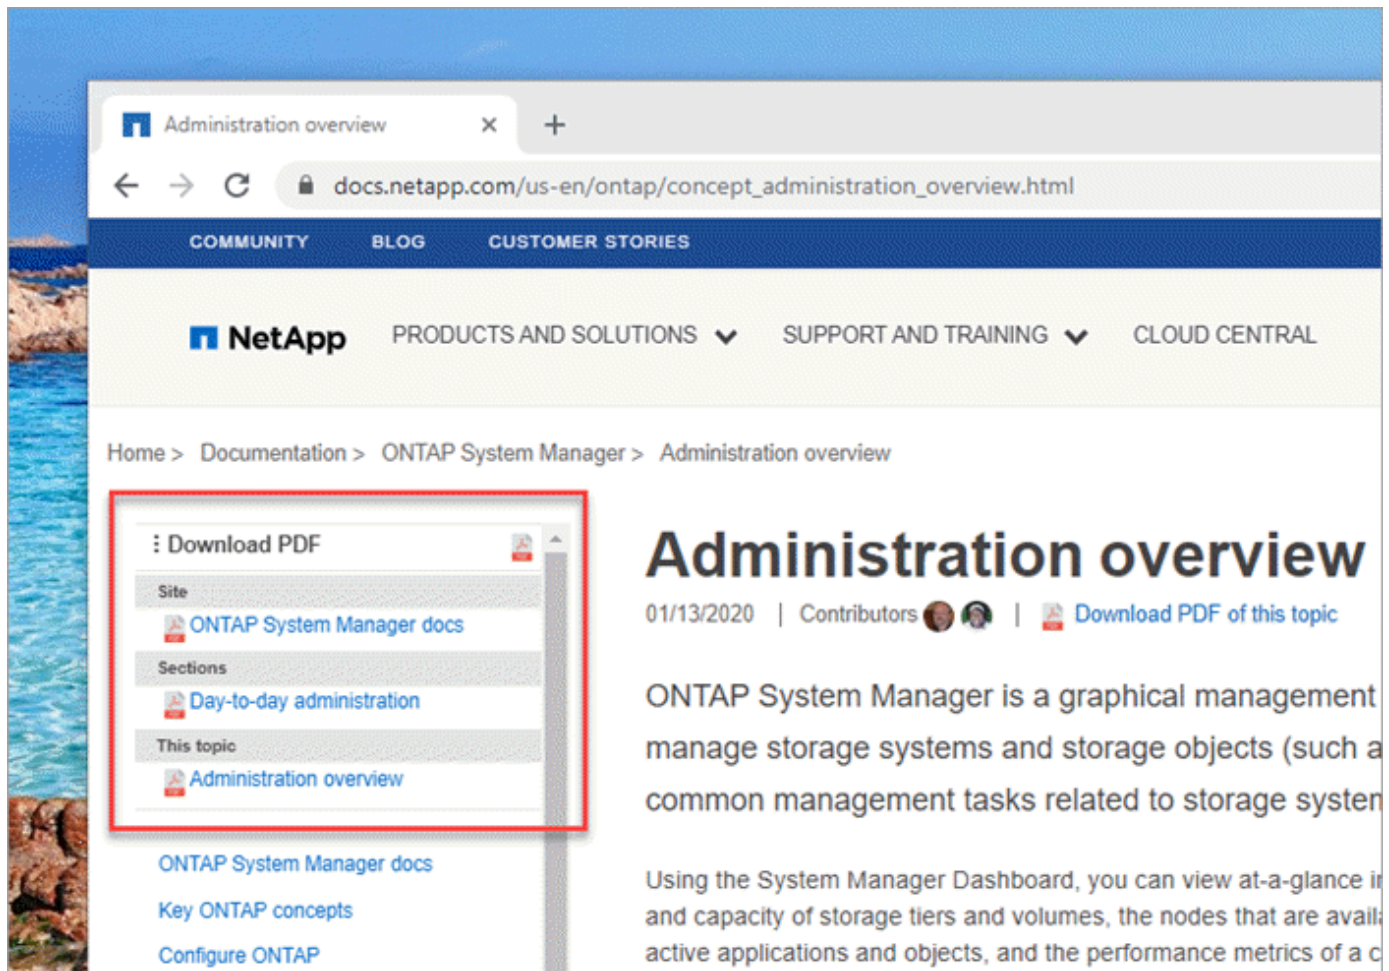 Administration overview
docs.netapp.com/us-en/ontap/concept_administration_overview.html
COMMUNITY BLOG CUSTOMER STORIES
NetApp PRODUCTS AND SOLUTIONS SUPPORT AND TRAINING CLOUD CENTRAL
Home > Documentation > ONTAP System Manager > Administration overview
Download PDF
Site
ONTAP System Manager docs
Sections
Day-to-day administration
This topic
Administration overview
ONTAP System Manager docs
Key ONTAP concepts
Configure ONTAP
Administration overview
01/13/2020 | Contributors | Download PDF of this topic
ONTAP System Manager is a graphical management
manage storage systems and storage objects (such a
common management tasks related to storage system
Using the System Manager Dashboard, you can view at-a-glance
and capacity of storage tiers and volumes, the nodes that are avail
active applications and objects, and the performance metrics of a c